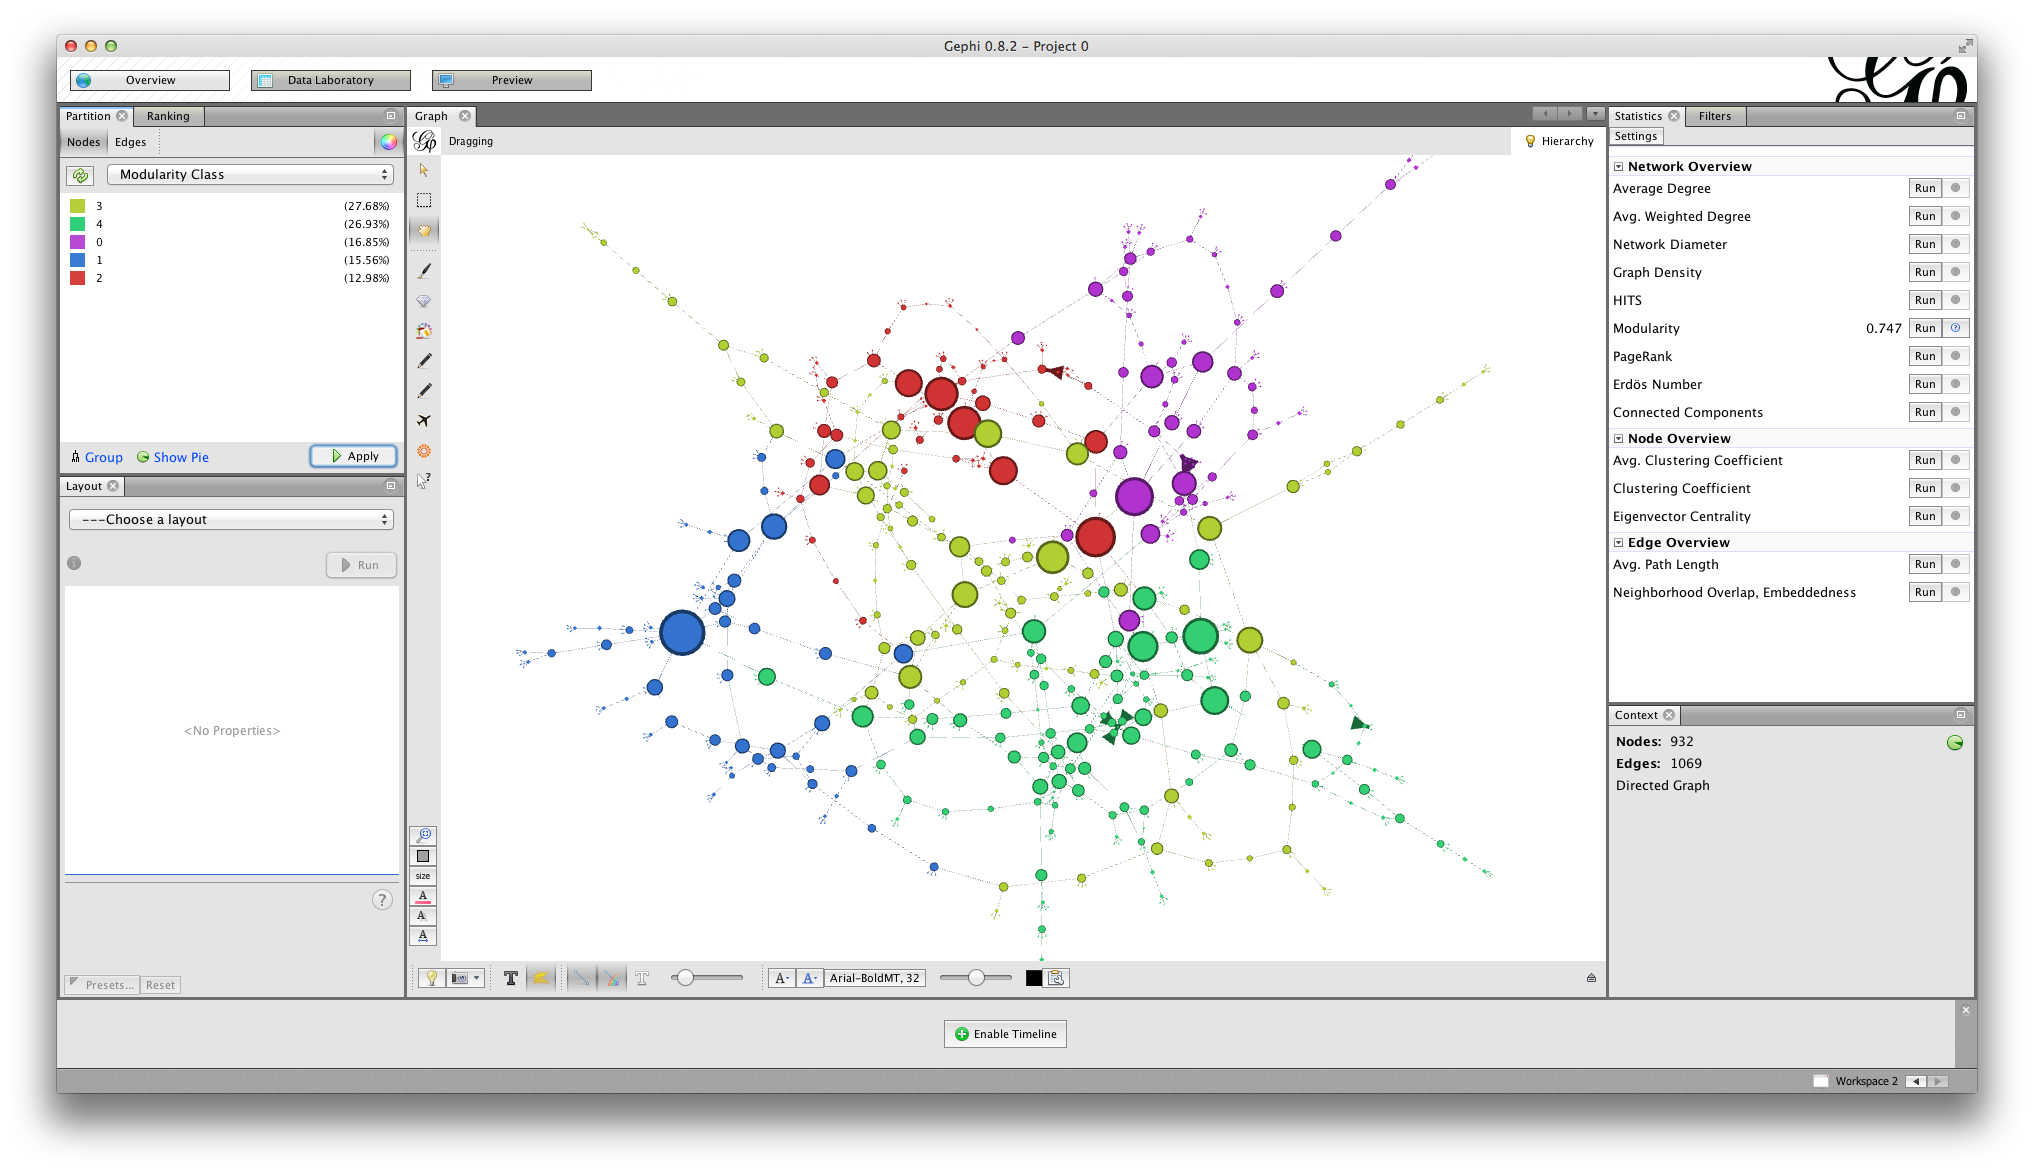 Gephi 0.8.2 - Project 0
Overview
Data Laboratory
Preview
Partition
Ranking
Nodes
Edges
Modularity Class
3 (27.68%)
4 (26.93%)
0 (16.85%)
1 (15.56%)
2 (12.98%)
Group
Show Pie
Apply
Layout
---Choose a layout
Run
<No Properties>
?
Presets...
Reset
Graph
Dragging
Hierarchy
size
A
A
A
T
T
A
A
Arial-BoldMT, 32
Statistics
Filters
Settings
Network Overview
Average Degree Run
Avg. Weighted Degree Run
Network Diameter Run
Graph Density Run
HITS Run
Modularity 0.747 Run
PageRank Run
Erdös Number Run
Connected Components Run
Node Overview
Avg. Clustering Coefficient Run
Clustering Coefficient Run
Eigenvector Centrality Run
Edge Overview
Avg. Path Length Run
Neighborhood Overlap, Embeddedness Run
Context
Nodes: 932
Edges: 1069
Directed Graph
Enable Timeline
Workspace 2